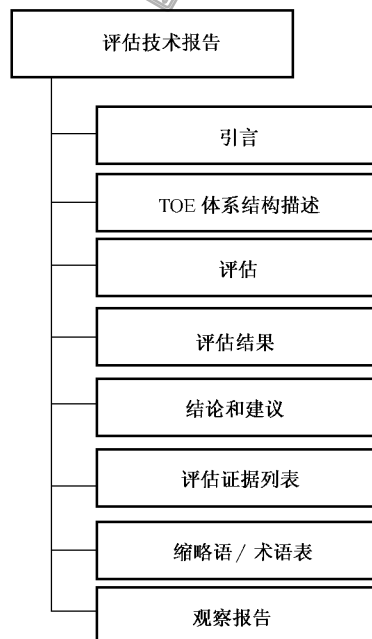 评估技术报告
引言
TOE 体系结构描述
评估
评估结果
结论和建议
评估证据列表
缩略语/术语表
观察报告